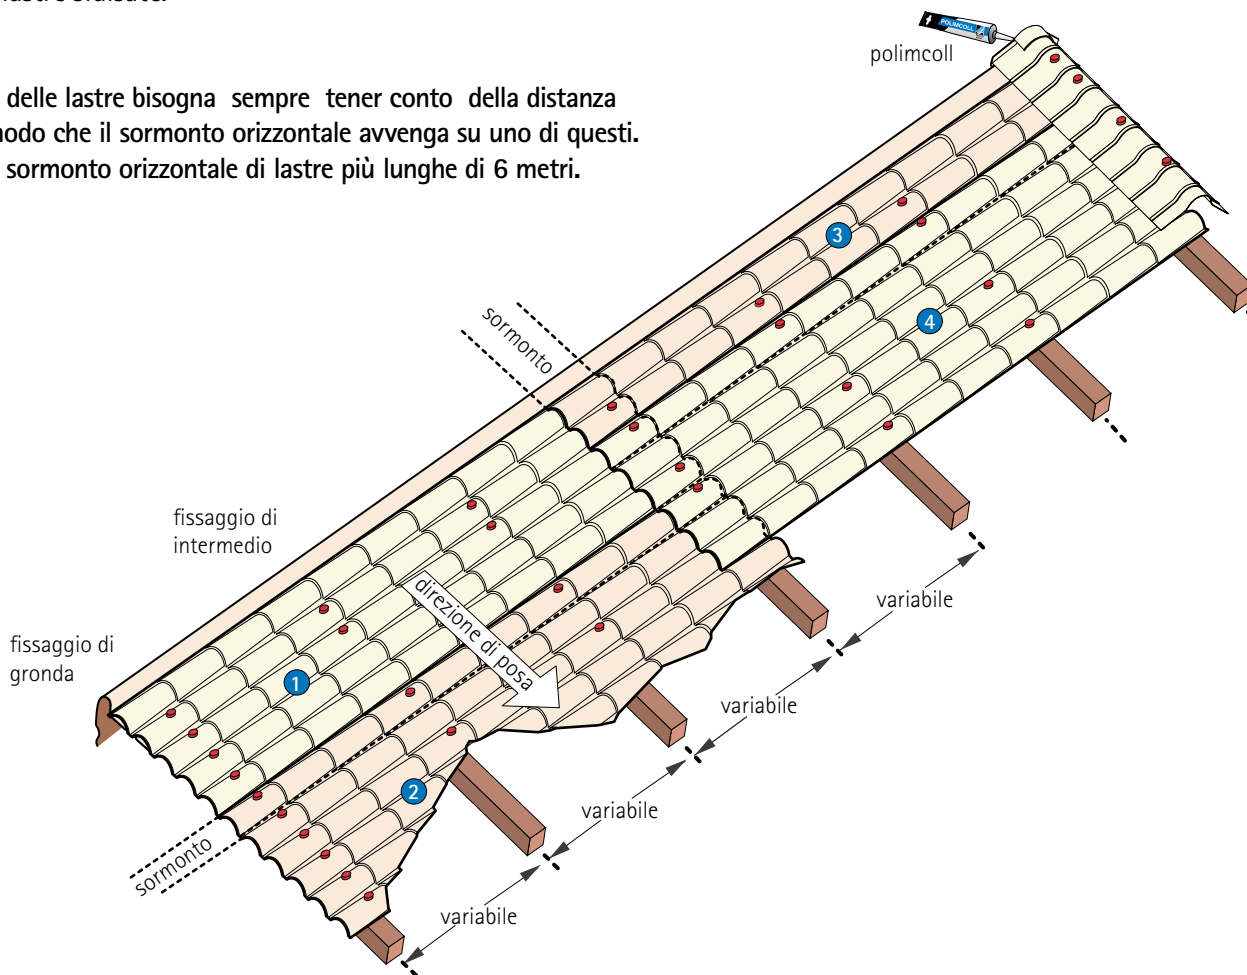 polimcoll
POLIMCOLL
delle lastre bisogna sempre tener conto della distanza
che il sormonto orizzontale avvenga su uno di questi.
sormonto orizzontale di lastre più lunghe di 6 metri.
3
sormonto
4
fissaggio di
intermedio
direzione di posa
variabile
fissaggio di
gronda
1
variabile
2
variabile
sormonto
variabile